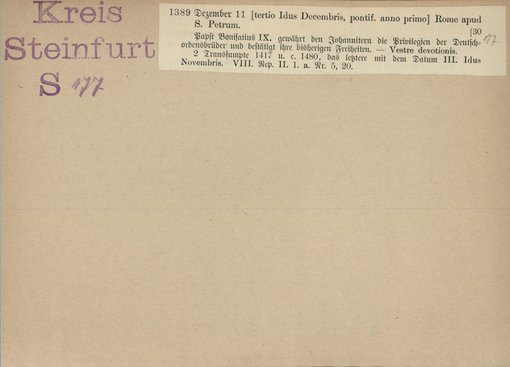 Kreis
Steinfurt
S 177
1389 Dezember 11 [tertio Idus Decembris, pontif. anno primo] Rome apud
S. Petrum.
[30
17
Papst Bonifatius IX. gewährt den Johannitern die Privilegien der Deutsch-
ordensbrüder und bestätigt ihre bisherigen Freiheiten. — Vestre devotionis.
2 Transsumpte 1417 u. c. 1480, das letztere mit dem Datum III. Idus
Novembris. VIII. Rep. II. 1. a. Nr. 5, 20.